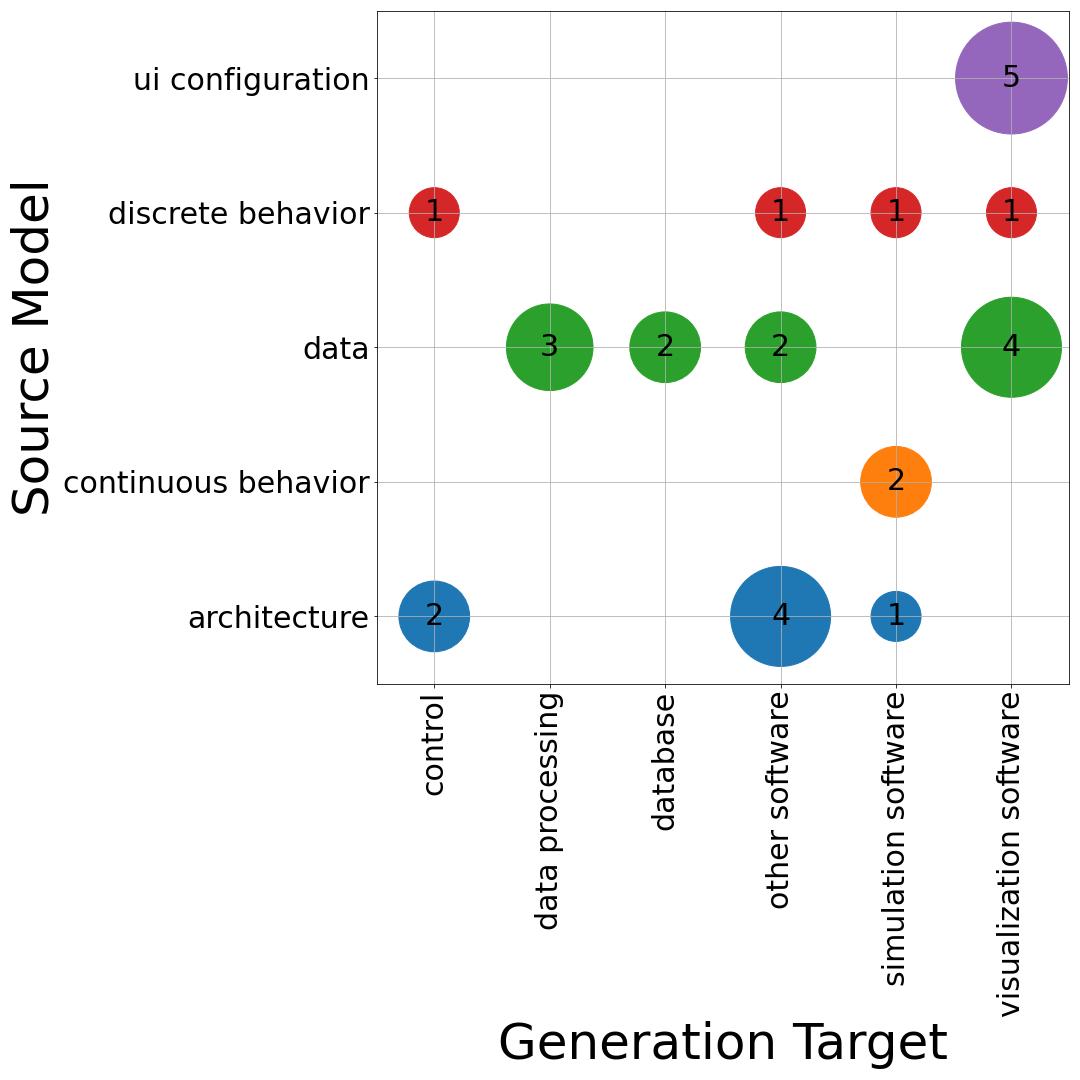 Source Model
ui configuration
5
discrete behavior
1
1
1
1
data
3
2
2
4
continuous behavior
2
architecture
2
4
1
control
data processing
database
other software
simulation software
visualization software
Generation Target